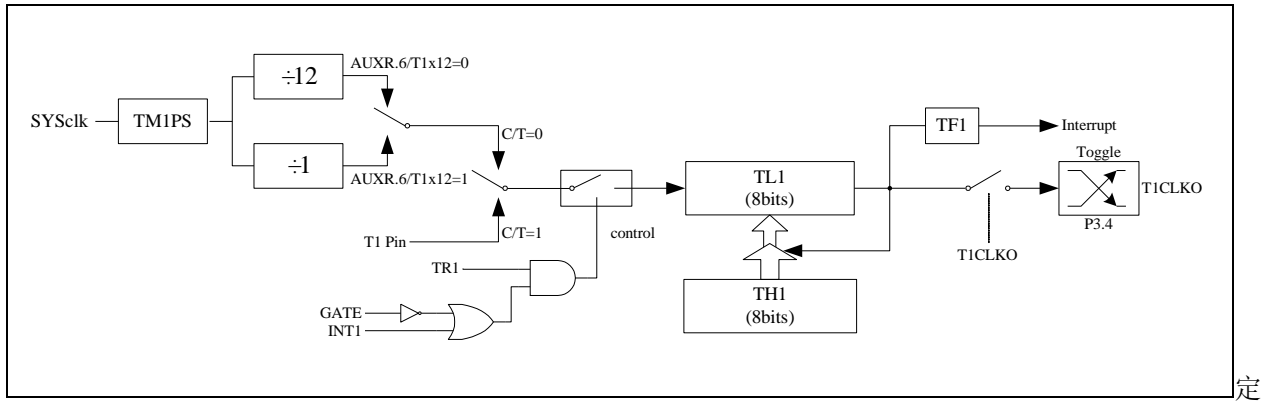 AUXR.6/T1x12=0
÷12
SYSclk
TM1PS
C/T=0
TF1
Interrupt
Toggle
÷1
AUXR.6/T1x12=1
TL1
(8bits)
T1CLKO
P3.4
T1 Pin
C/T=1
control
T1CLKO
TR1
TH1
(8bits)
GATE
INT1
定